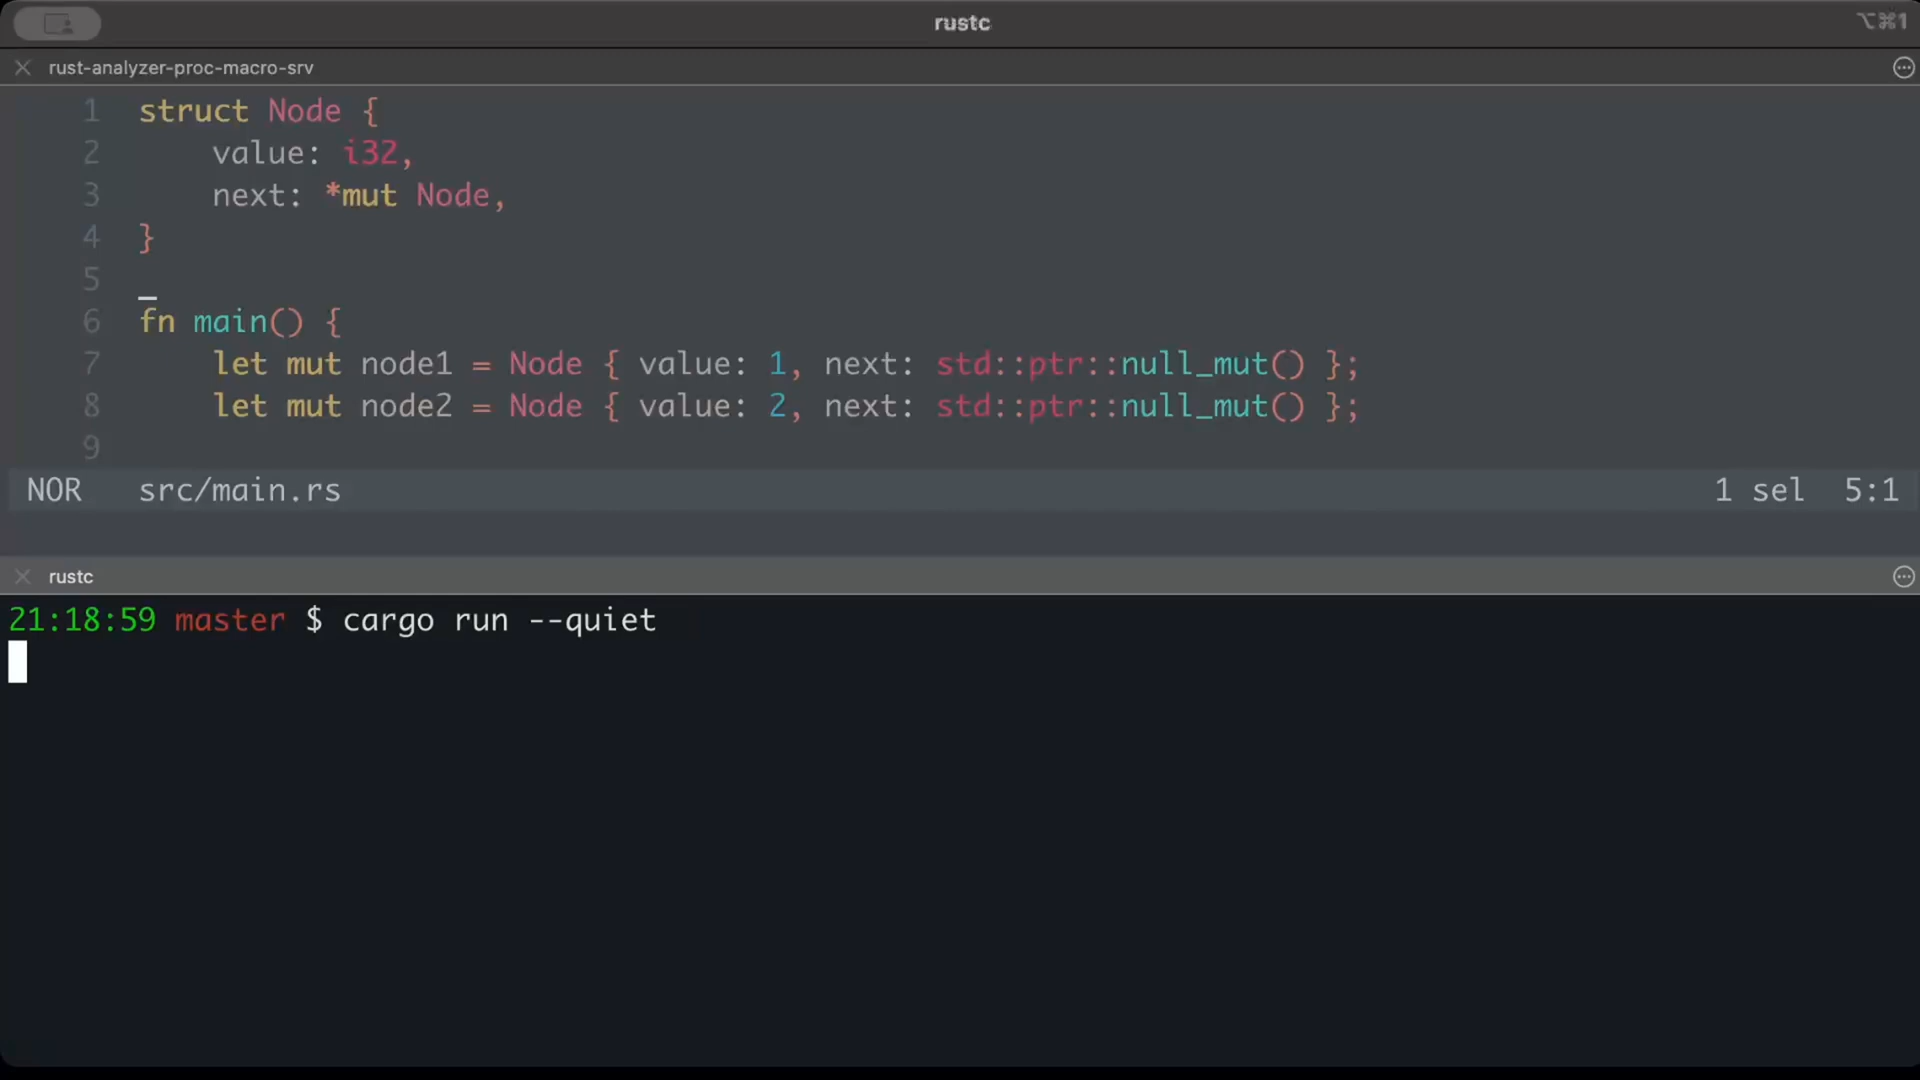 rustc
⌥⌘1
rust-analyzer-proc-macro-srv
1 struct Node {
2     value: i32,
3     next: *mut Node,
4 }
5
6 fn main() {
7     let mut node1 = Node { value: 1, next: std::ptr::null_mut() };
8     let mut node2 = Node { value: 2, next: std::ptr::null_mut() };
9
NOR src/main.rs 1 sel 5:1
rustc
21:18:59 master $ cargo run --quiet